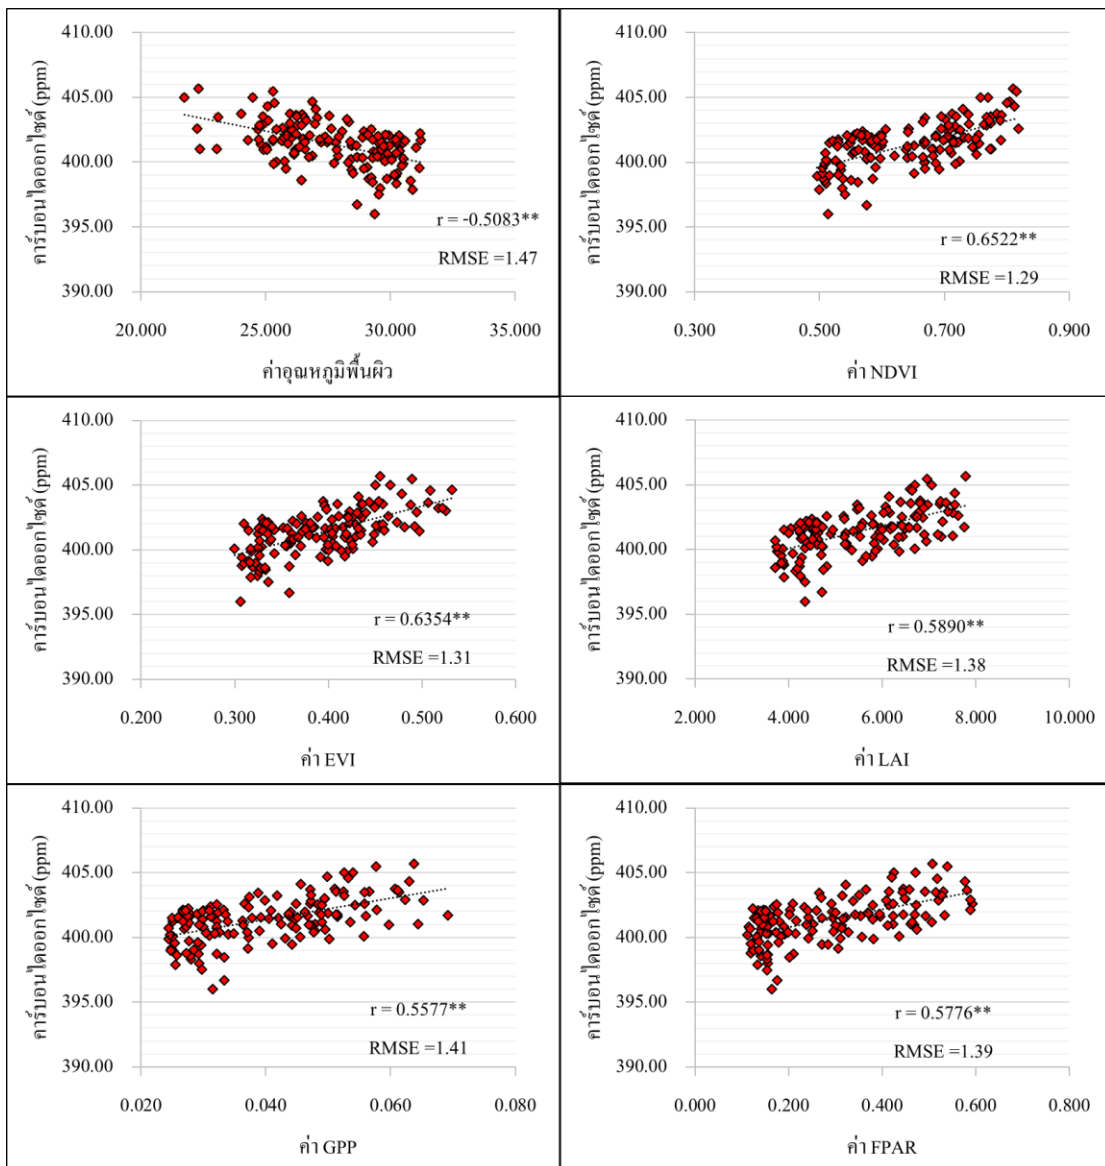 410.00
405.00
400.00
395.00
390.00
คาร์บอนไดออกไซด์ (ppm)
r = -0.5083**
RMSE =1.47
20.000 25.000 30.000 35.000
ค่าอุณหภูมิพื้นผิว
410.00
405.00
400.00
395.00
390.00
คาร์บอนไดออกไซด์ (ppm)
r = 0.6522**
RMSE =1.29
0.300 0.500 0.700 0.900
ค่า NDVI
410.00
405.00
400.00
395.00
390.00
คาร์บอนไดออกไซด์ (ppm)
r = 0.6354**
RMSE =1.31
0.200 0.300 0.400 0.500 0.600
ค่า EVI
410.00
405.00
400.00
395.00
390.00
คาร์บอนไดออกไซด์ (ppm)
r = 0.5890**
RMSE =1.38
2.000 4.000 6.000 8.000 10.000
ค่า LAI
410.00
405.00
400.00
395.00
390.00
คาร์บอนไดออกไซด์ (ppm)
r = 0.5577**
RMSE =1.41
0.020 0.040 0.060 0.080
ค่า GPP
410.00
405.00
400.00
395.00
390.00
คาร์บอนไดออกไซด์ (ppm)
r = 0.5776**
RMSE =1.39
0.000 0.200 0.400 0.600 0.800
ค่า FPAR